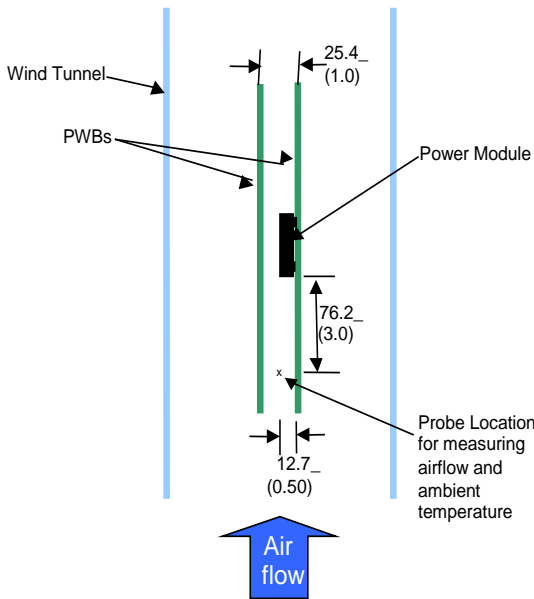 25.4_
(1.0)
Wind Tunnel
PWBs
Power Module
76.2_
(3.0)
x
Probe Location
for measuring
airflow and
ambient
temperature
12.7_
(0.50)
Air
flow